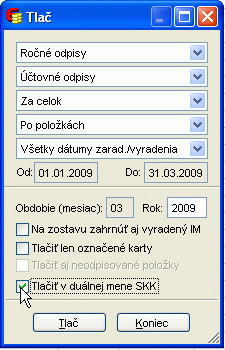 Tlač
Ročné odpisy
Účtovné odpisy
Za celok
Po položkách
Všetky dátumy zarad./vyradenia
Od: 01.01.2009 Do: 31.03.2009
Obdobie (mesiac): 03 Rok: 2009
Na zostavu zahrnúť aj vyradený IM
Tlačiť len označené karty
Tlačiť aj neodpisované položky
Tlačiť v duálnej mene SKK
Tlač Koniec